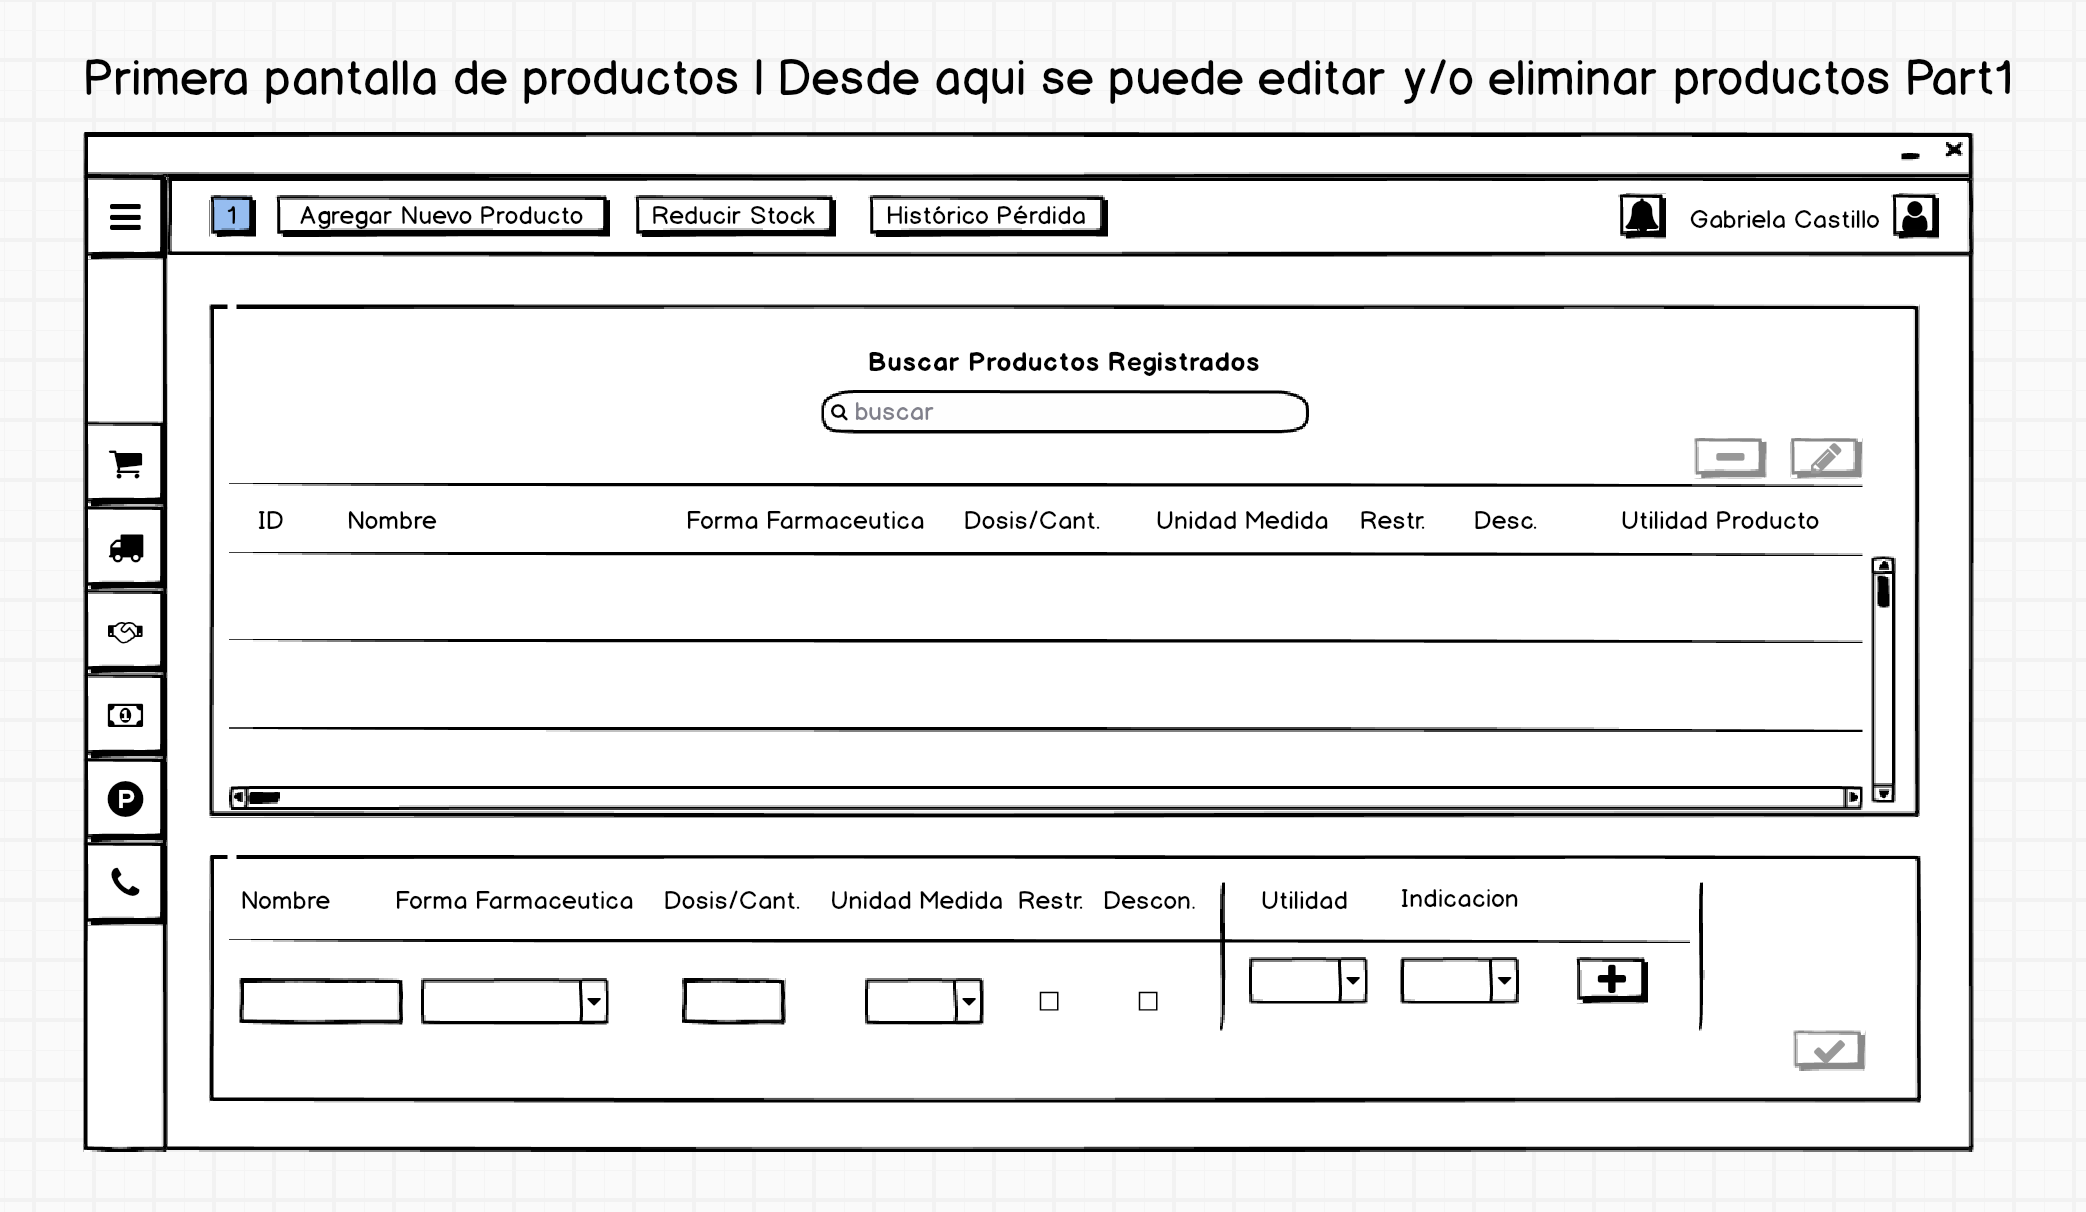 Primera pantalla de productos | Desde aqui se puede editar y/o eliminar productos Part1
1 Agregar Nuevo Producto Reducir Stock Histórico Pérdida Gabriela Castillo
Buscar Productos Registrados
buscar
ID Nombre Forma Farmaceutica Dosis/Cant. Unidad Medida Restr. Desc. Utilidad Producto
Nombre Forma Farmaceutica Dosis/Cant. Unidad Medida Restr. Descon. Utilidad Indicacion